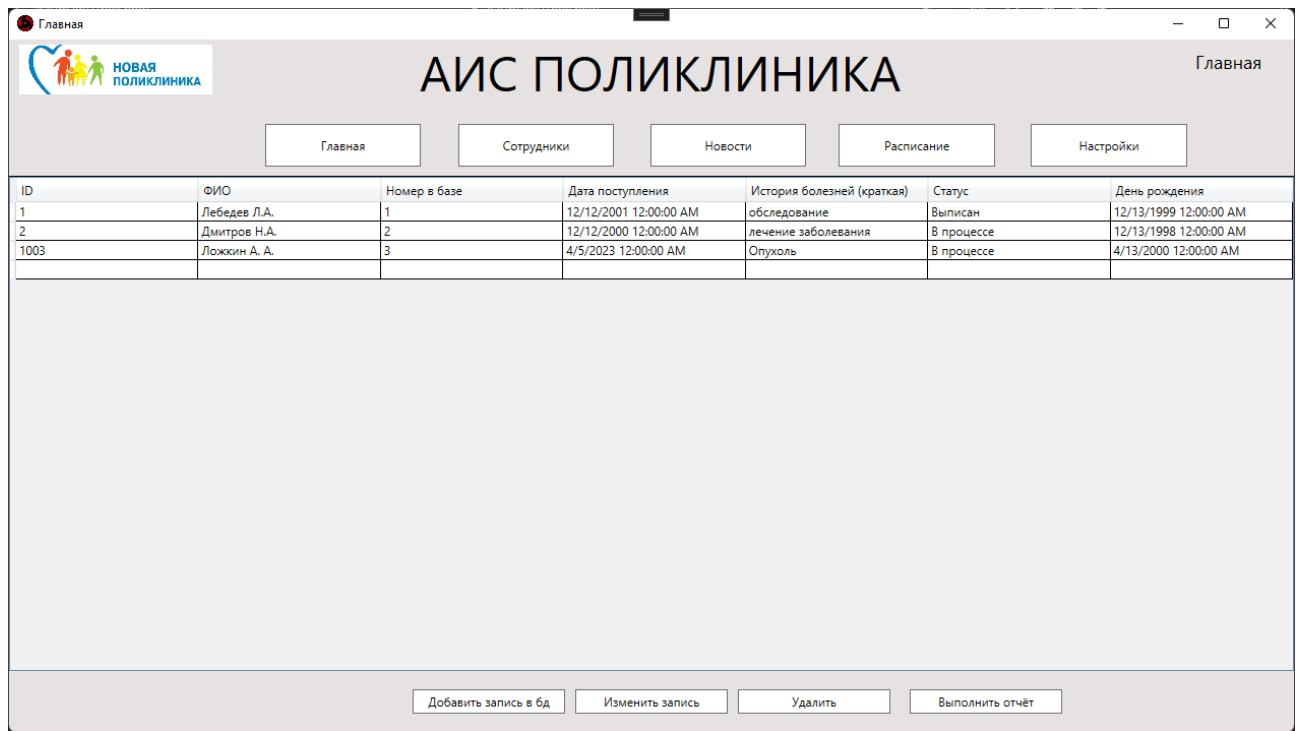 Главная
НОВАЯ
ПОЛИКЛИНИКА
АИС ПОЛИКЛИНИКА
Главная
Главная Сотрудники Новости Расписание Настройки
ID ФИО Номер в базе Дата поступления История болезней (краткая) Статус День рождения
1 Лебедев Л.А. 1 12/12/2001 12:00:00 AM обследование Выписан 12/13/1999 12:00:00 AM
2 Дмитров Н.А. 2 12/12/2000 12:00:00 AM лечение заболевания В процессе 12/13/1998 12:00:00 AM
1003 Ложкин А. А. 3 4/5/2023 12:00:00 AM Опухоль В процессе 4/13/2000 12:00:00 AM
Добавить запись в бд Изменить запись Удалить Выполнить отчёт